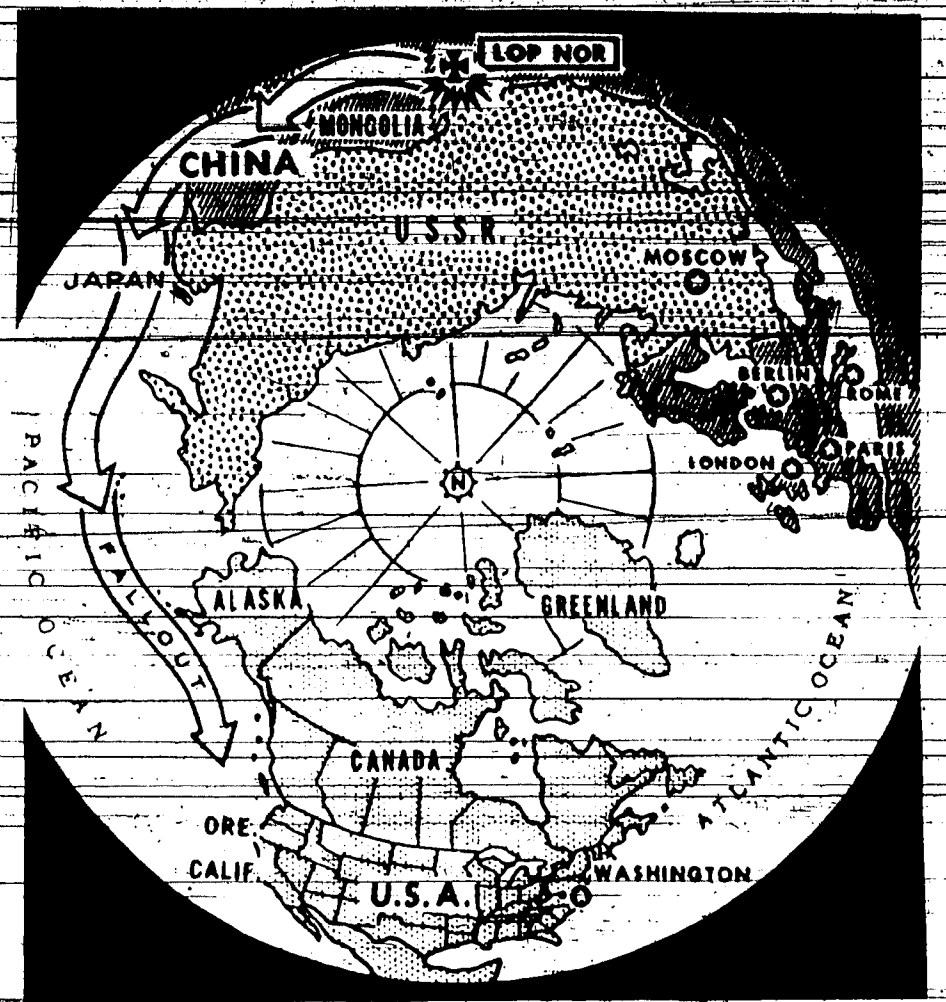 LOP NOR
MONGOLIA
CHINA
U.S.S.R.
MOSCOW
JAPAN
BERLIN
ROME
PARIS
LONDON
N
PACIFIC OCEAN
FALLOUT
ALASKA
GREENLAND
ATLANTIC OCEAN
CANADA
ORE.
CALIF.
WASHINGTON
U.S.A.